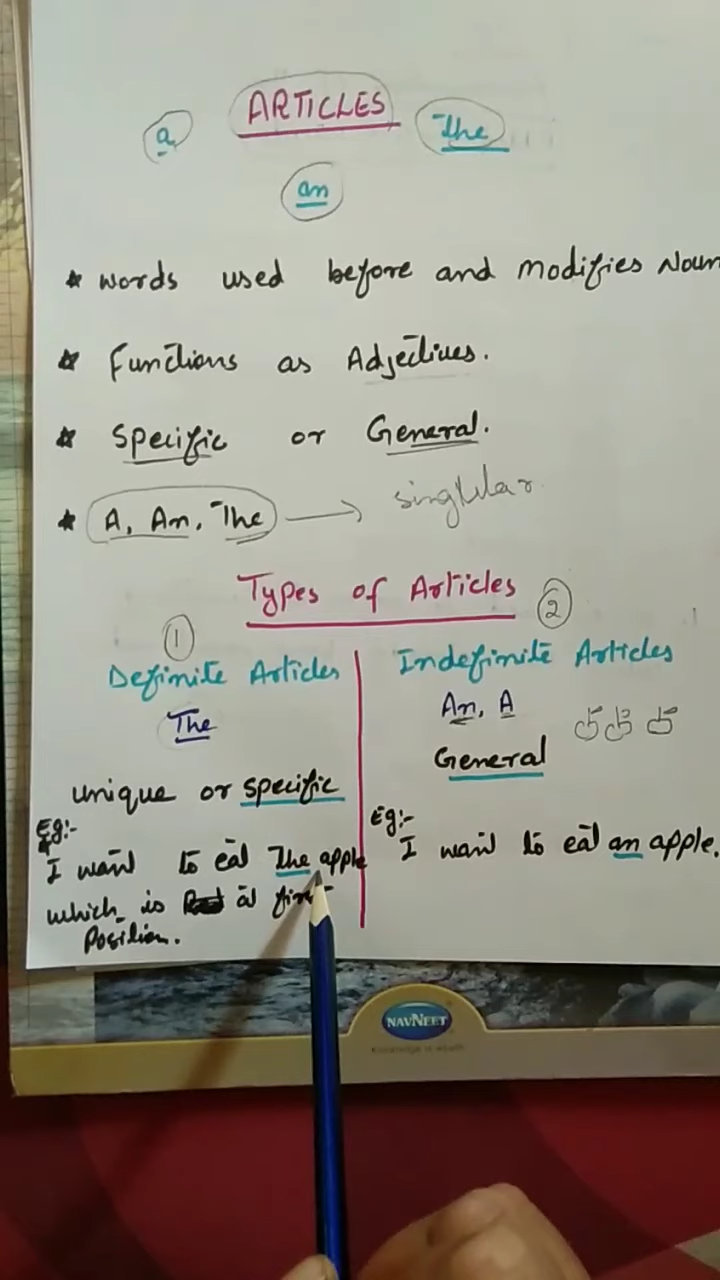 ARTICLES
a The
an
* words used before and modifies Noun
* Functions as Adjectives.
* Specific or General.
* A, An, The → singular
Types of Articles
1 2
Definite Articles
The
unique or specific
Eg:-
I want to eat The apple
which is at first
Position.
Indefinite Articles
An, A
General
Eg:-
I want to eat an apple.
NAVNEET